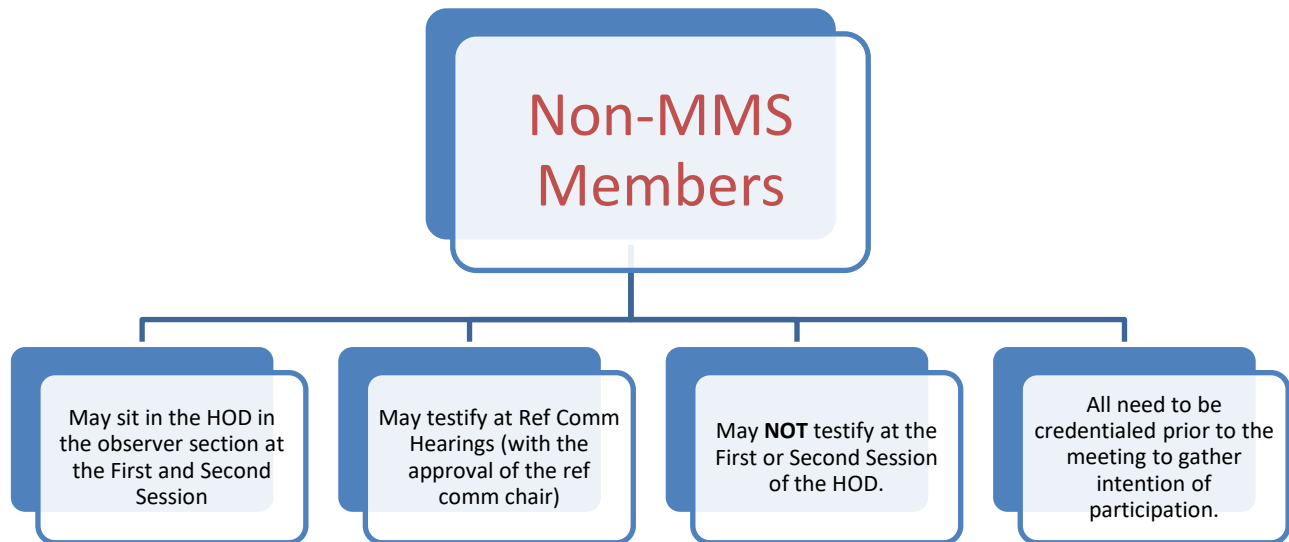 Non-MMS
Members
May sit in the HOD in
the observer section at
the First and Second
Session
May testify at Ref Comm
Hearings (with the
approval of the ref
comm chair)
May NOT testify at the
First or Second Session
of the HOD.
All need to be
credentialed prior to the
meeting to gather
intention of
participation.